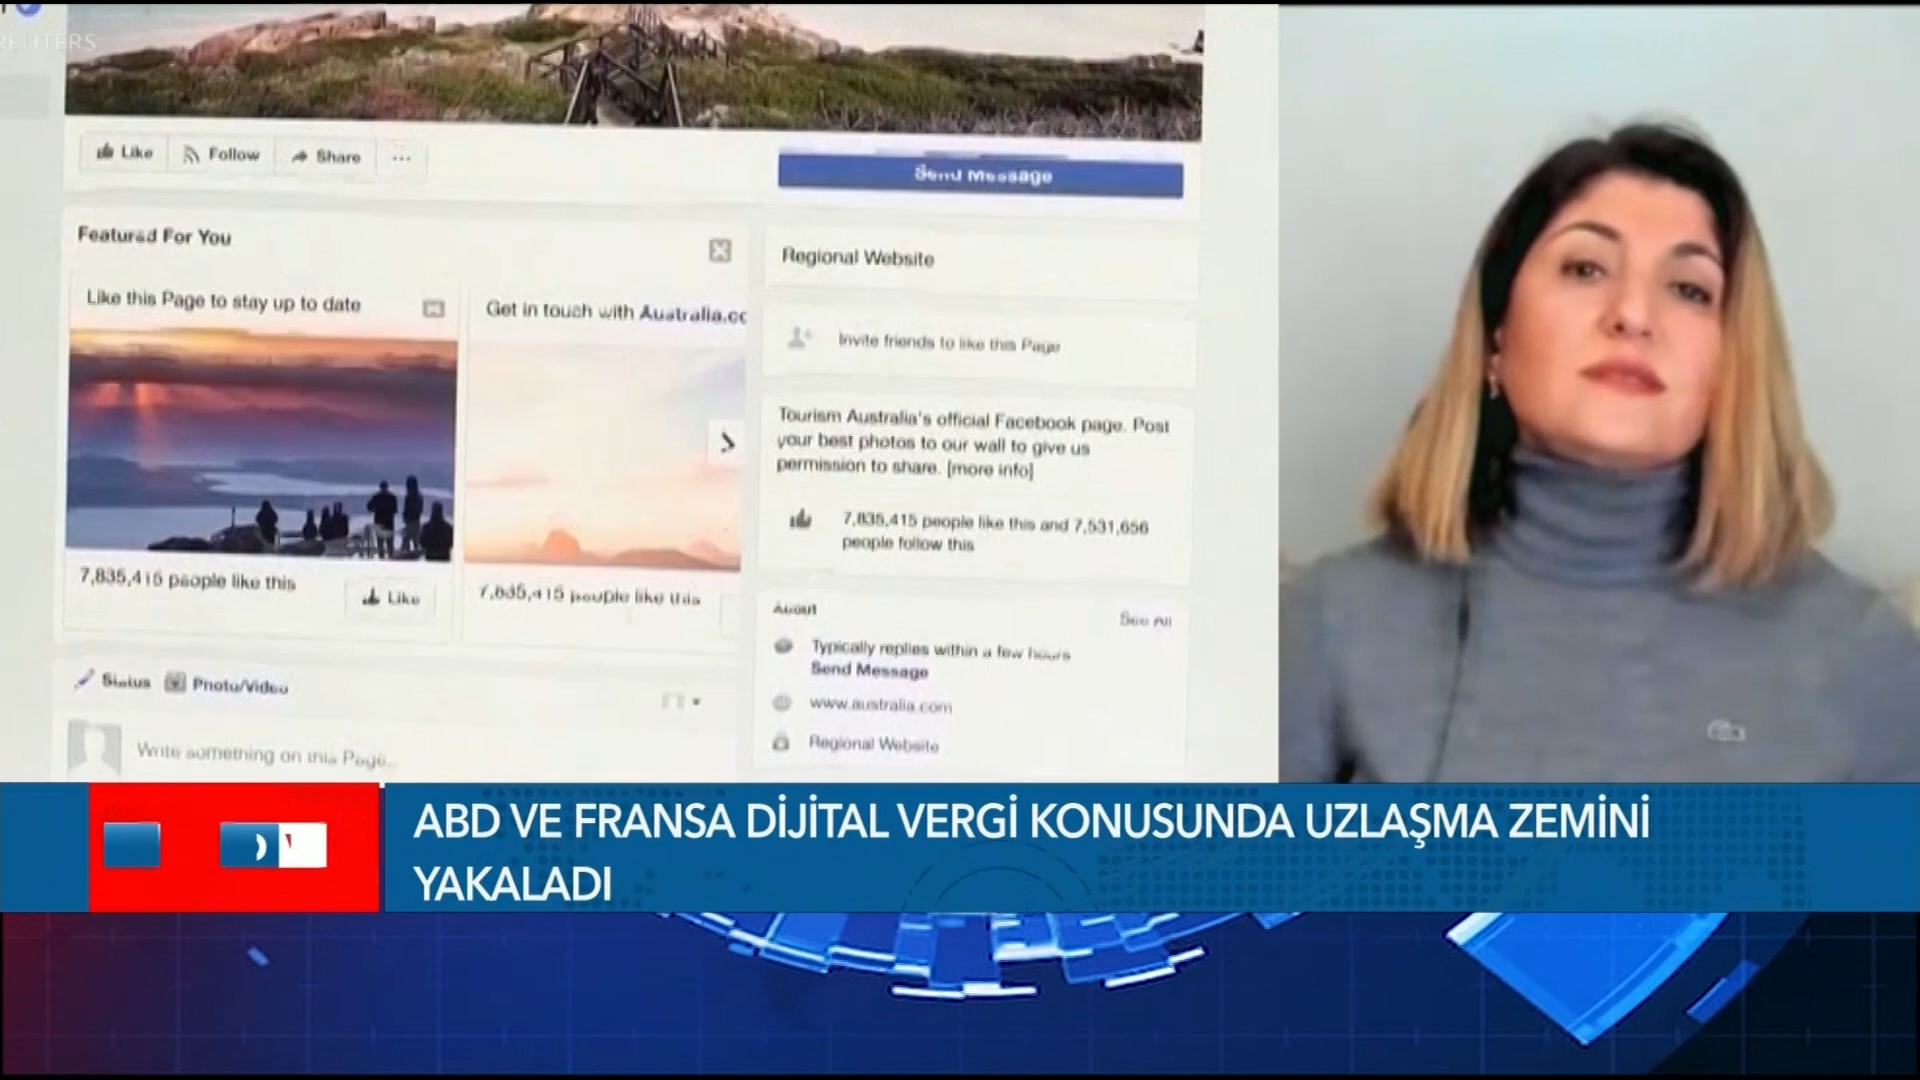 REUTERS
Like Follow Share ...
Send Message
Featured For You
Like this Page to stay up to date
Get in touch with Australia.co
7,835,415 people like this
Like
7,835,415 people like this
Status Photo/Video
Write something on this Page...
Regional Website
Invite friends to like this Page
Tourism Australia's official Facebook page. Post
your best photos to our wall to give us
permission to share. [more info]
7,835,415 people like this and 7,531,656
people follow this
About See All
Typically replies within a few hours
Send Message
www.australia.com
Regional Website
ABD VE FRANSA DİJİTAL VERGİ KONUSUNDA UZLAŞMA ZEMİNİ
YAKALADI